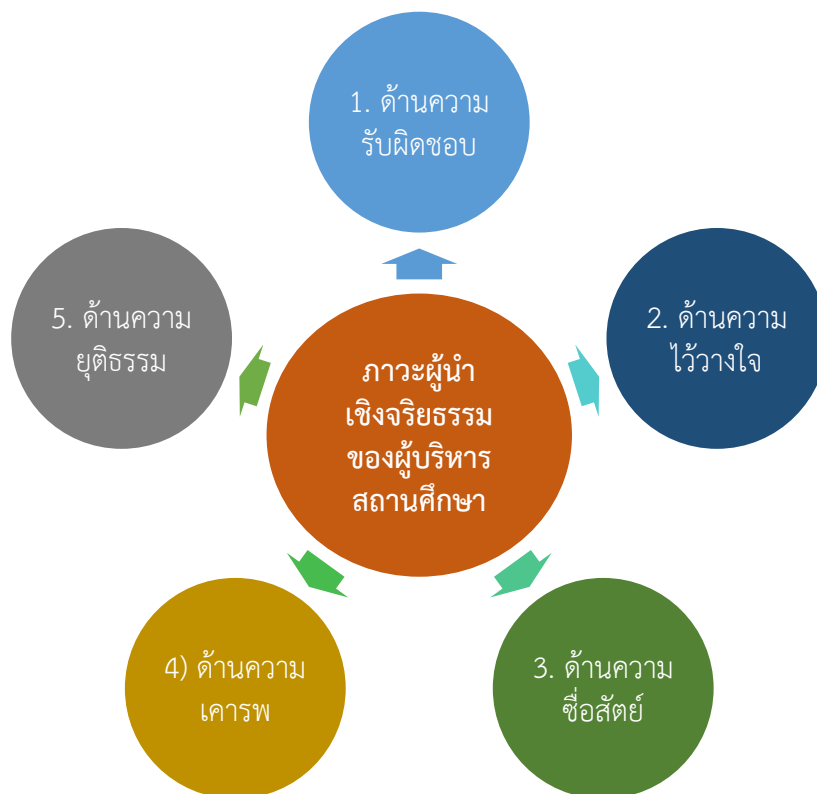 1. ด้านความ
รับผิดชอบ
5. ด้านความ
ยุติธรรม
2. ด้านความ
ไว้วางใจ
ภาวะผู้นำ
เชิงจริยธรรม
ของผู้บริหาร
สถานศึกษา
4) ด้านความ
เคารพ
3. ด้านความ
ซื่อสัตย์